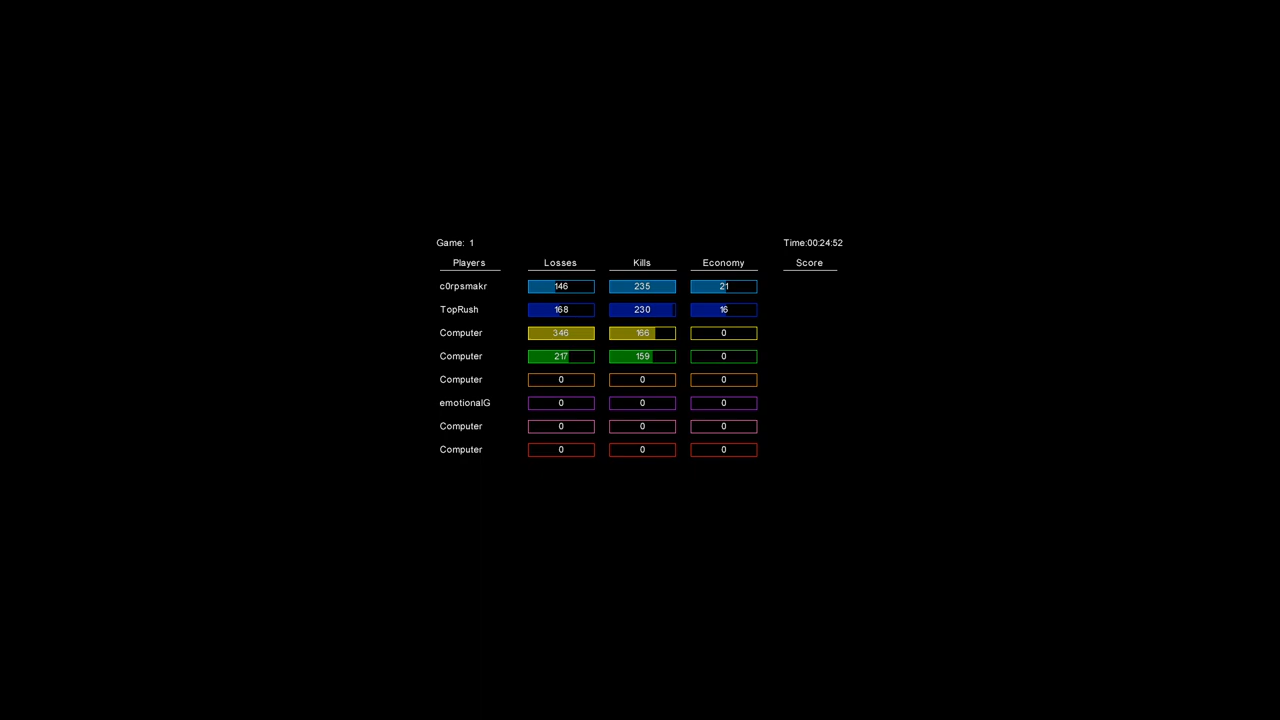 Game: 1 Time:00:24:52
Players Losses Kills Economy Score
c0rpsmakr 146 235 21
TopRush 168 230 16
Computer 346 166 0
Computer 217 159 0
Computer 0 0 0
emotionalG 0 0 0
Computer 0 0 0
Computer 0 0 0